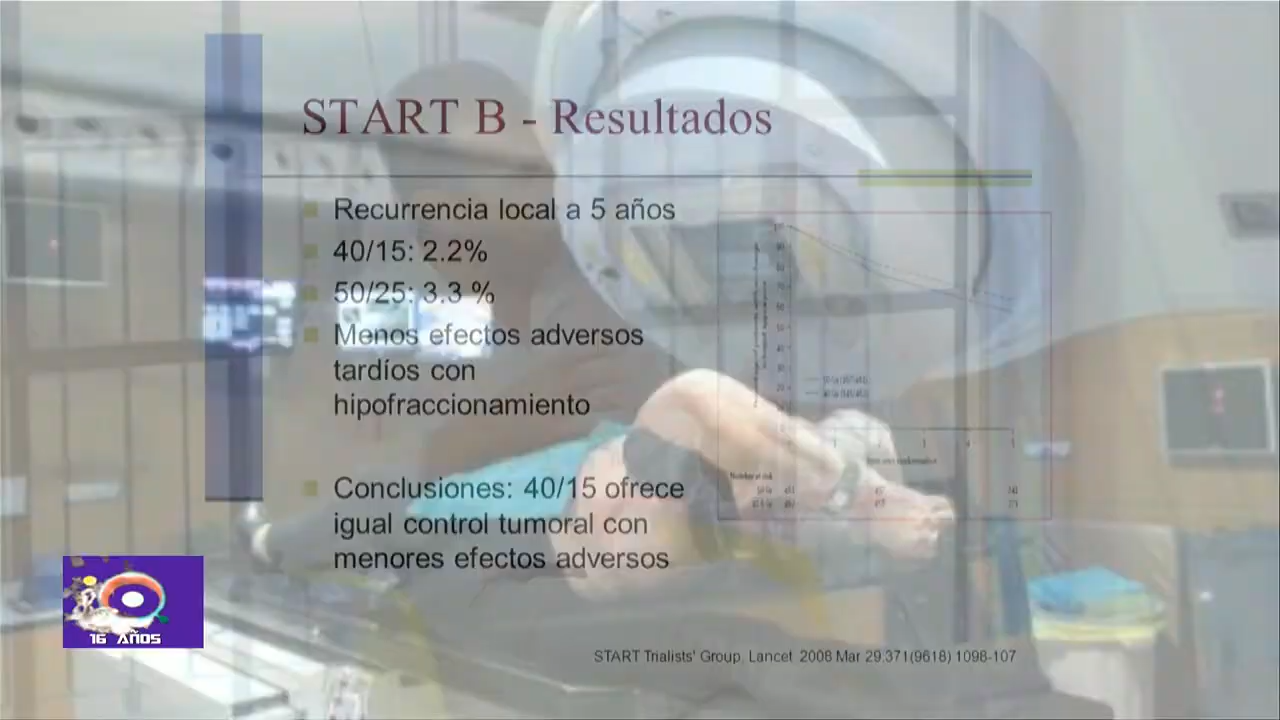 START B - Resultados
Recurrencia local a 5 años
40/15: 2.2%
50/25: 3.3 %
Menos efectos adversos
tardíos con
hipofraccionamiento
Conclusiones: 40/15 ofrece
igual control tumoral con
menores efectos adversos
16 AÑOS
START Trialists' Group, Lancet 2008 Mar 29;371(9618) 1098-107